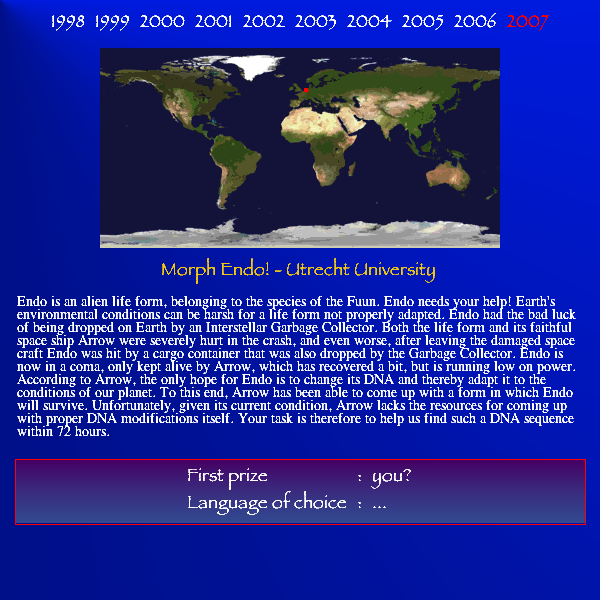 1998 1999 2000 2001 2002 2003 2004 2005 2006 2007
Morph Endo! - Utrecht University
Endo is an alien life form, belonging to the species of the Fuun. Endo needs your help! Earth's
environmental conditions can be harsh for a life form not properly adapted. Endo had the bad luck
of being dropped on Earth by an Interstellar Garbage Collector. Both the life form and its faithful
space ship Arrow were severely hurt in the crash, and even worse, after leaving the damaged space
craft Endo was hit by a cargo container that was also dropped by the Garbage Collector. Endo is
now in a coma, only kept alive by Arrow, which has recovered a bit, but is running low on power.
According to Arrow, the only hope for Endo is to change its DNA and thereby adapt it to the
conditions of our planet. To this end, Arrow has been able to come up with a form in which Endo
will survive. Unfortunately, given its current condition, Arrow lacks the resources for coming up
with proper DNA modifications itself. Your task is therefore to help us find such a DNA sequence
within 72 hours.
First prize : you?
Language of choice : ...